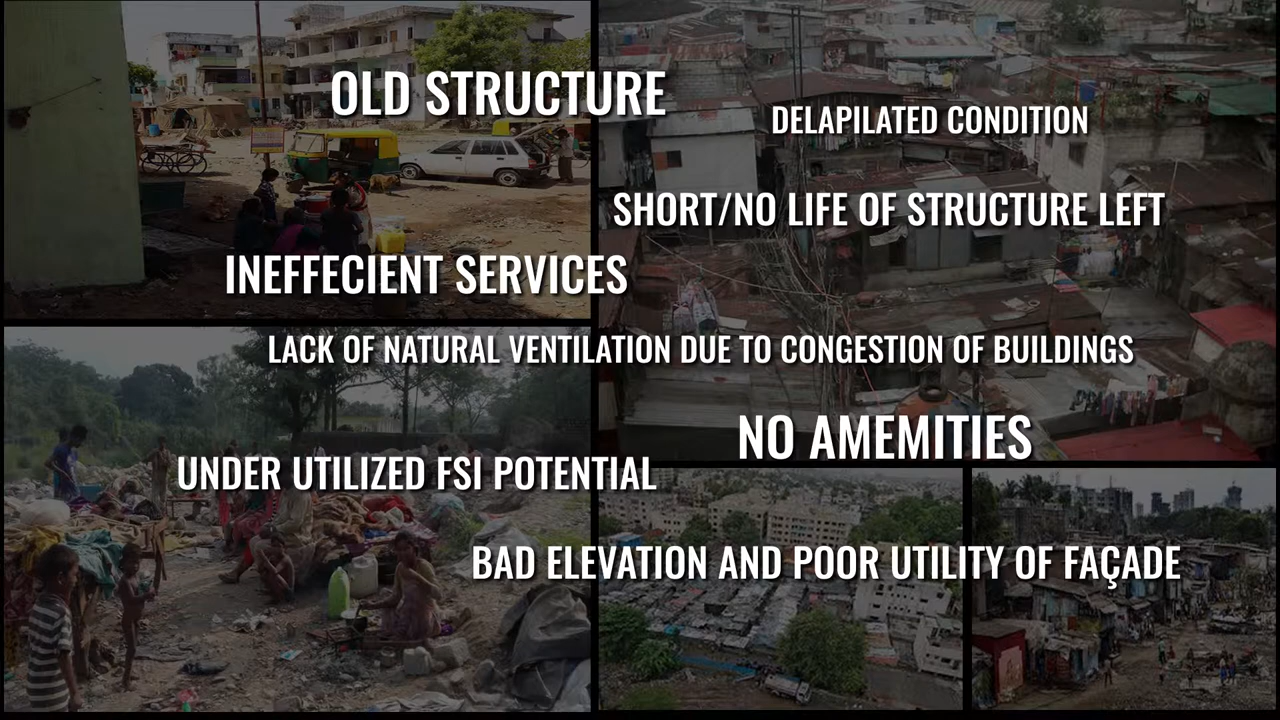 OLD STRUCTURE
DELAPILATED CONDITION
SHORT/NO LIFE OF STRUCTURE LEFT
INEFFECIENT SERVICES
LACK OF NATURAL VENTILATION DUE TO CONGESTION OF BUILDINGS
NO AMEMITIES
UNDER UTILIZED FSI POTENTIAL
BAD ELEVATION AND POOR UTILITY OF FAÇADE